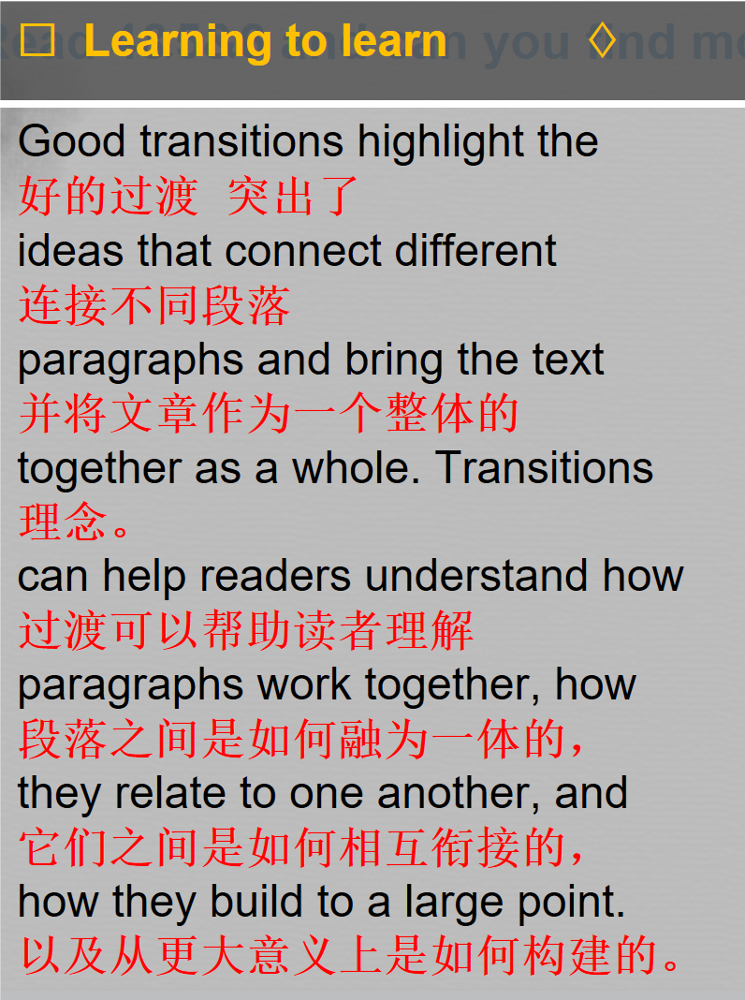 □ Learning to learn ◊
Good transitions highlight the
好的过渡 突出了
ideas that connect different
连接不同段落
paragraphs and bring the text
并将文章作为一个整体的
together as a whole. Transitions
理念。
can help readers understand how
过渡可以帮助读者理解
paragraphs work together, how
段落之间是如何融为一体的，
they relate to one another, and
它们之间是如何相互衔接的，
how they build to a large point.
以及从更大意义上是如何构建的。